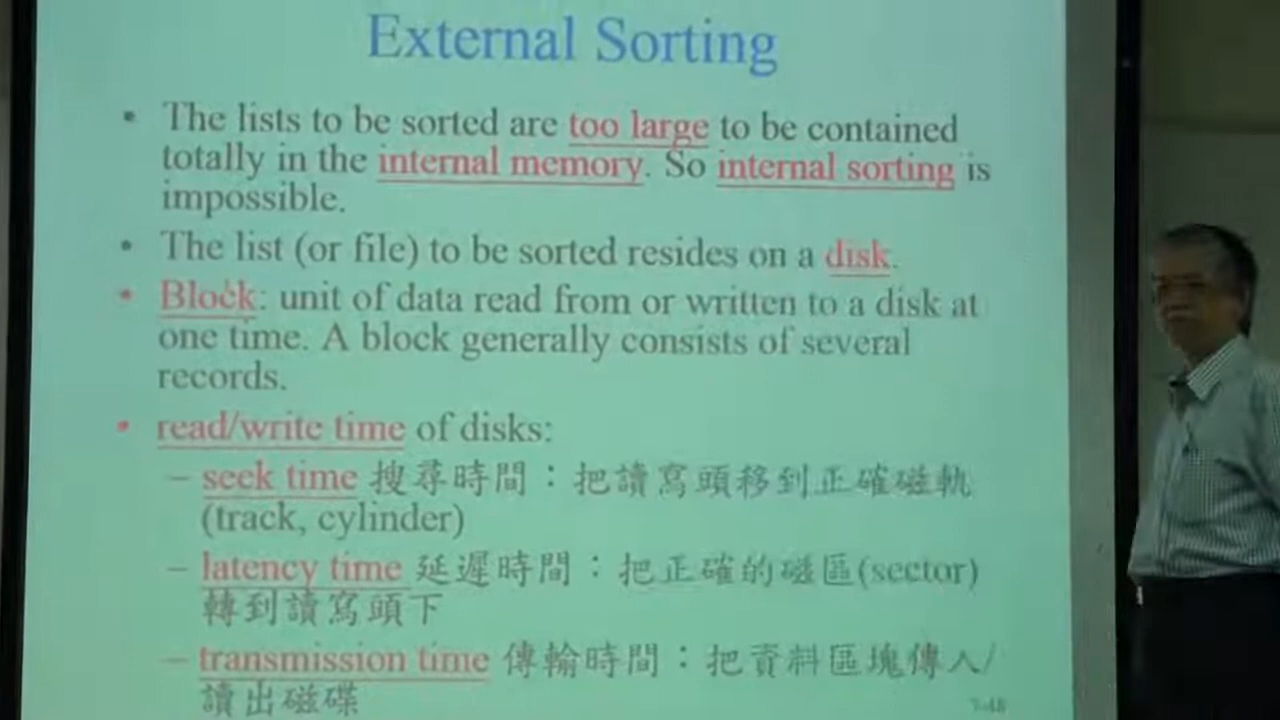 External Sorting
• The lists to be sorted are too large to be contained
totally in the internal memory. So internal sorting is
impossible.
• The list (or file) to be sorted resides on a disk.
• Block: unit of data read from or written to a disk at
one time. A block generally consists of several
records.
• read/write time of disks:
– seek time 搜尋時間：把讀寫頭移到正確磁軌
(track, cylinder)
– latency time 延遲時間：把正確的磁區(sector)
轉到讀寫頭下
– transmission time 傳輸時間：把資料區塊傳入/
讀出磁碟
7-48